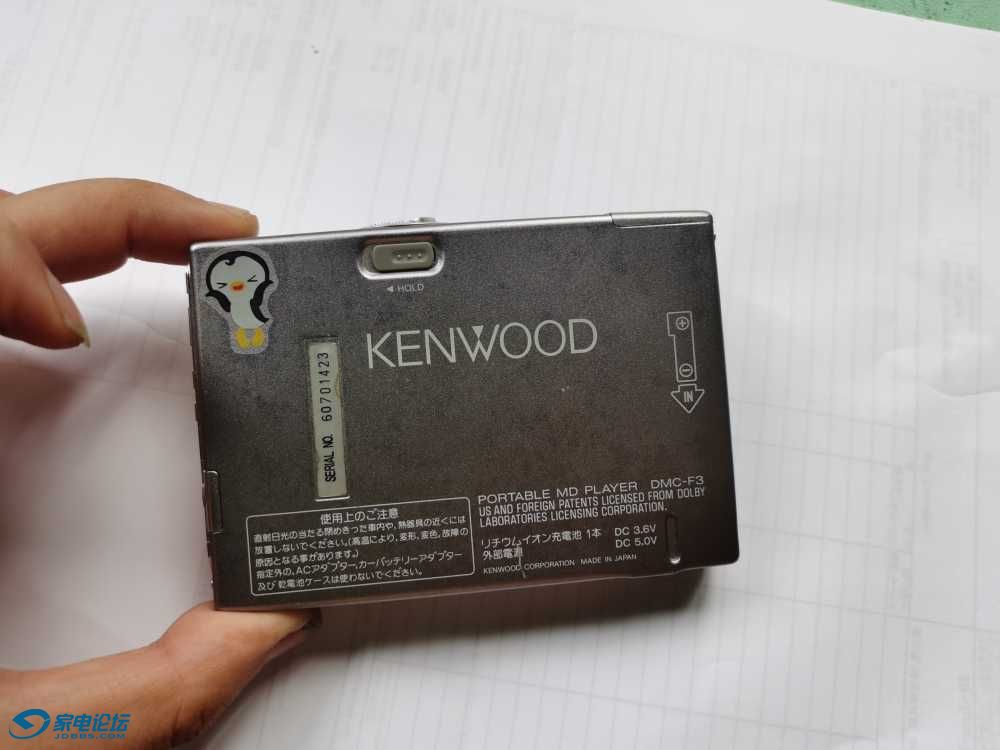 ◀ HOLD
KENWOOD
SERIAL NO. 60701423
⊕
⊖
IN
使用上のご注意
直射日光の当たる閉めきった車内や、熱器具の近くには
放置しないでください。(高温により、変形、変色、故障の
原因となる事があります。)
指定外の、ACアダプター、カーバッテリーアダプター
及び乾電池ケースは使わないでください。
PORTABLE MD PLAYER DMC-F3
US AND FOREIGN PATENTS LICENSED FROM DOLBY
LABORATORIES LICENSING CORPORATION.
リチウムイオン充電池 1本 DC 3.6V
外部電源 DC 5.0V
KENWOOD CORPORATION MADE IN JAPAN
家电论坛
JDBBS.COM